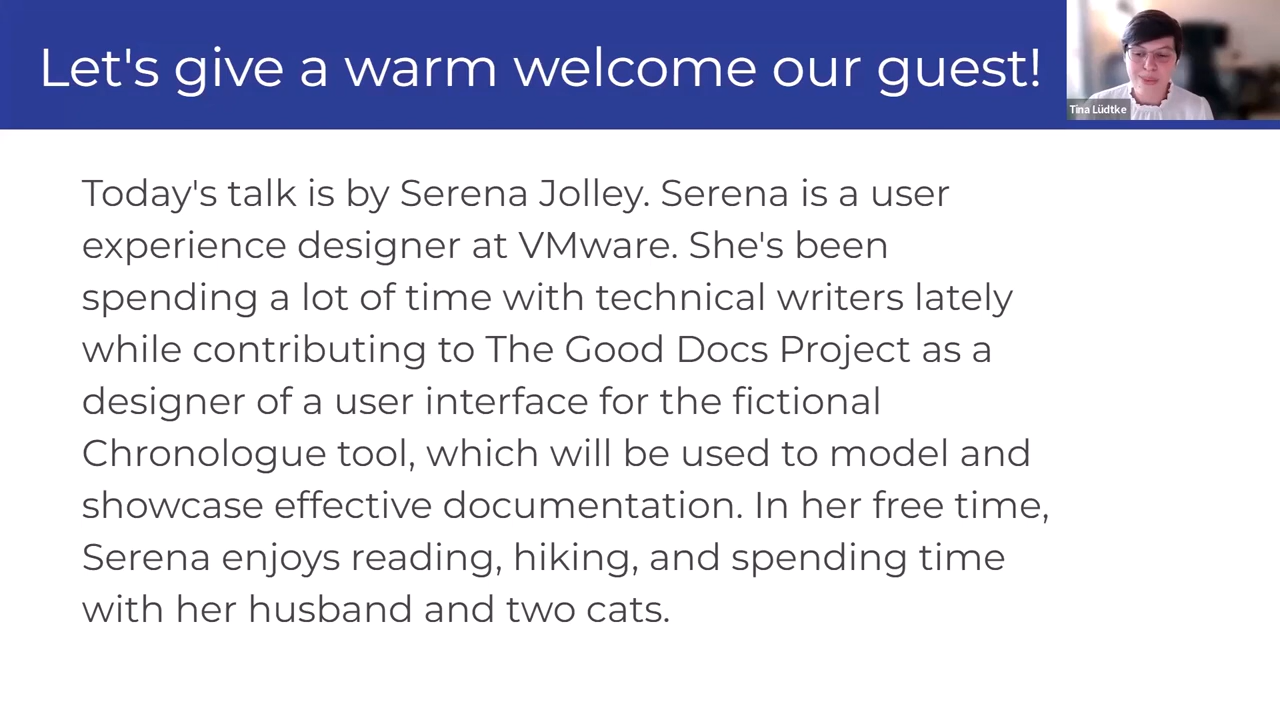 Let's give a warm welcome our guest!
Tina Lüdtke
Today's talk is by Serena Jolley. Serena is a user
experience designer at VMware. She's been
spending a lot of time with technical writers lately
while contributing to The Good Docs Project as a
designer of a user interface for the fictional
Chronologue tool, which will be used to model and
showcase effective documentation. In her free time,
Serena enjoys reading, hiking, and spending time
with her husband and two cats.